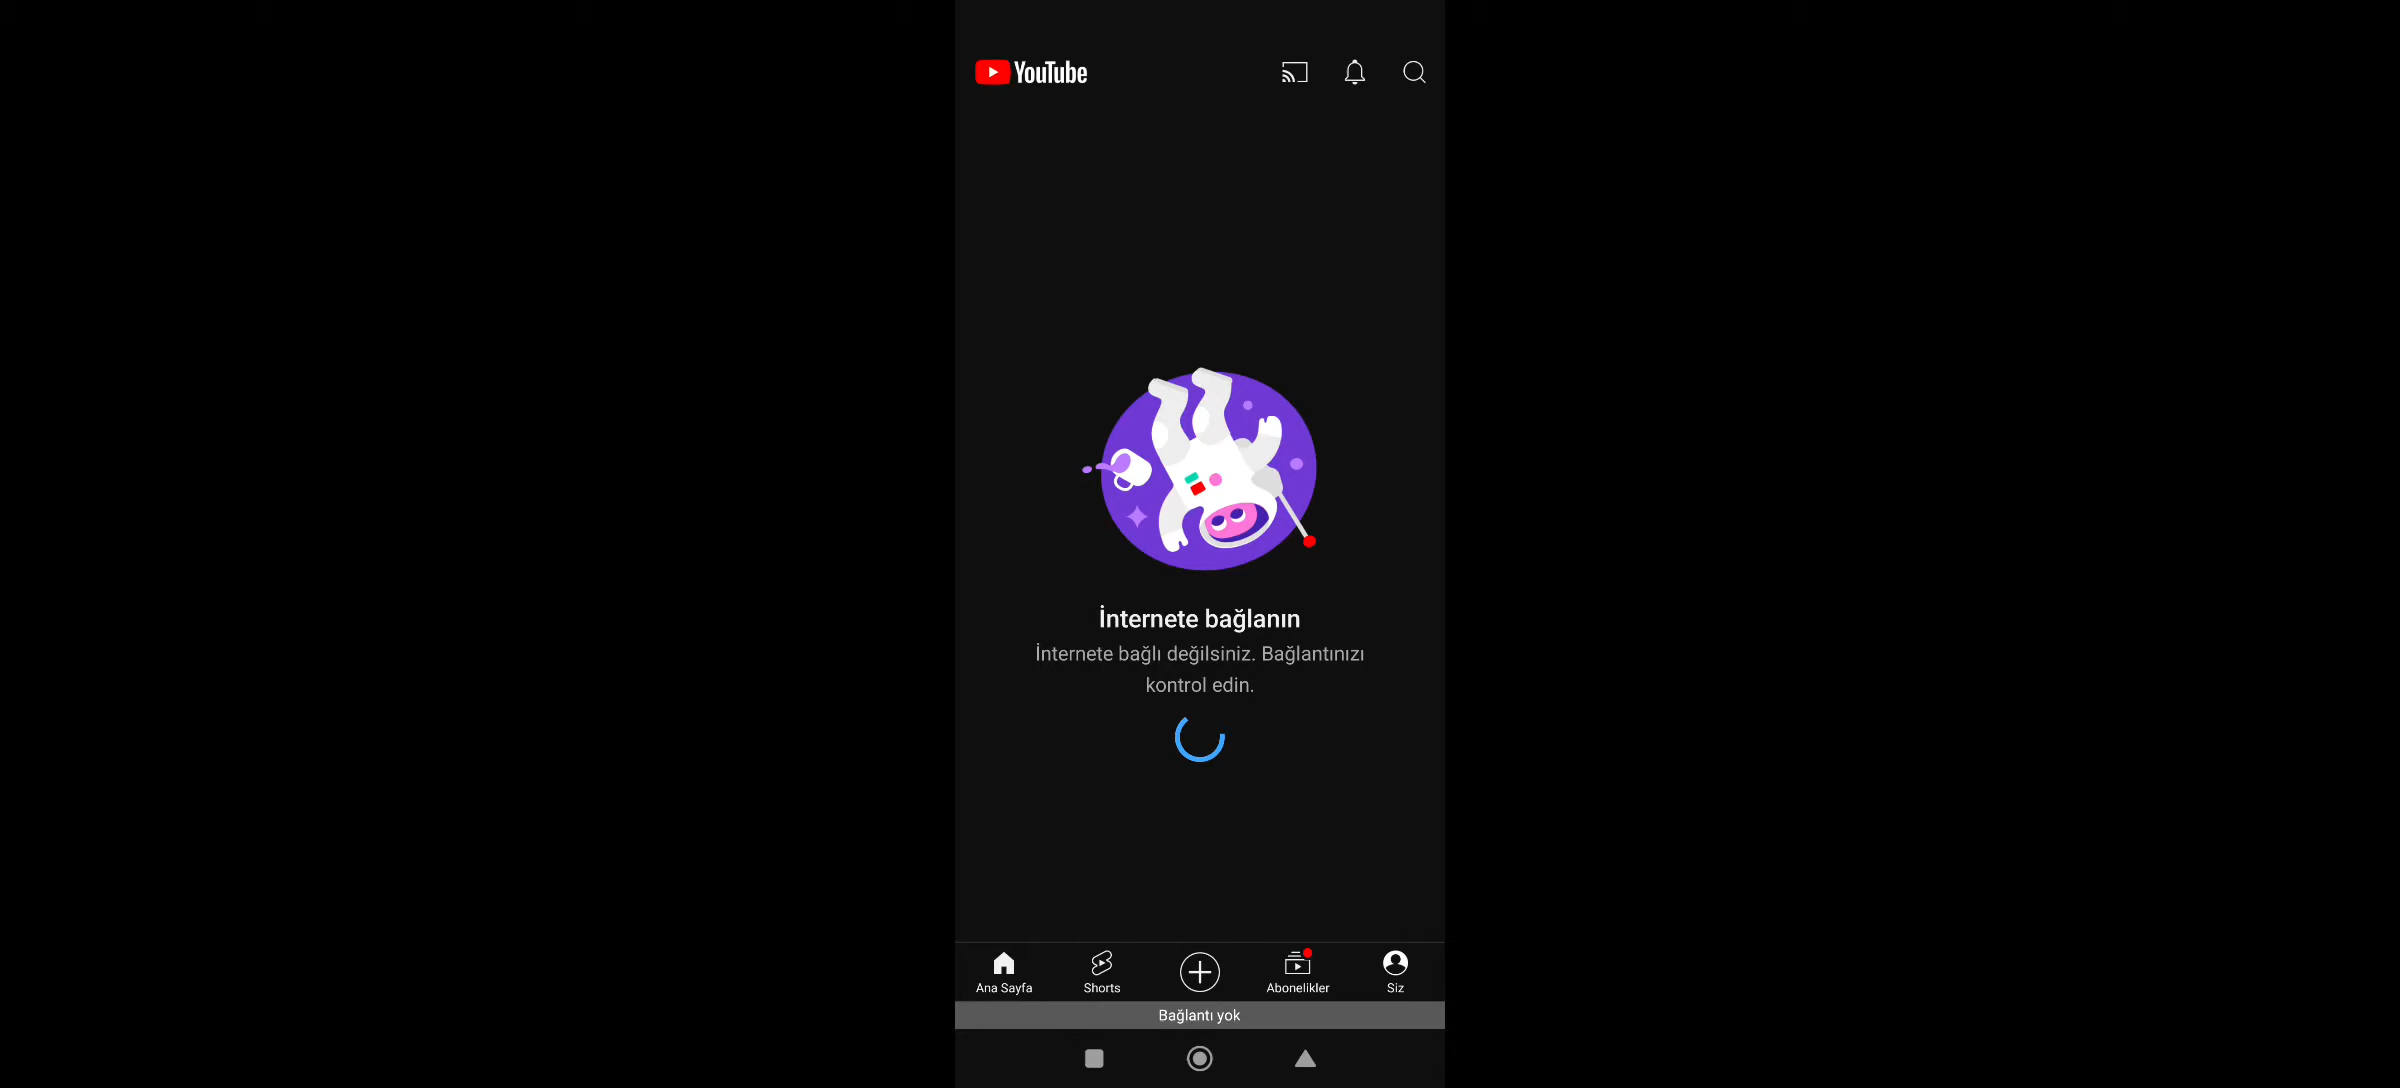 YouTube
İnternete bağlanın
İnternete bağlı değilsiniz. Bağlantınızı
kontrol edin.
Ana Sayfa
Shorts
Abonelikler
Siz
Bağlantı yok